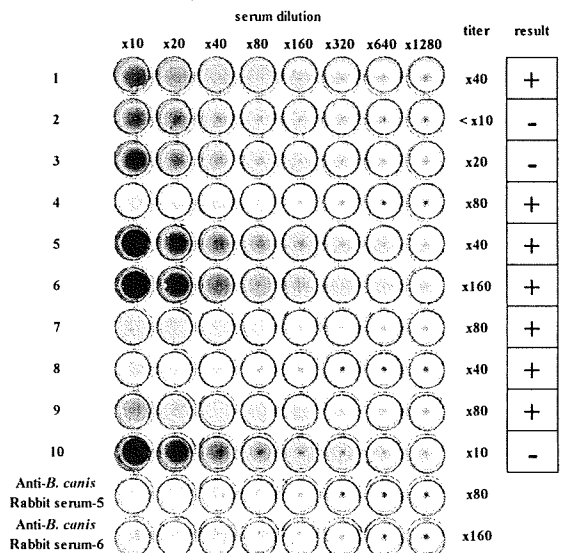 serum dilution
titer result
x10 x20 x40 x80 x160 x320 x640 x1280
1 x40 +
2 < x10 -
3 x20 -
4 x80 +
5 x40 +
6 x160 +
7 x80 +
8 x40 +
9 x80 +
10 x10 -
Anti-B. canis
Rabbit serum-5 x80
Anti-B. canis
Rabbit serum-6 x160